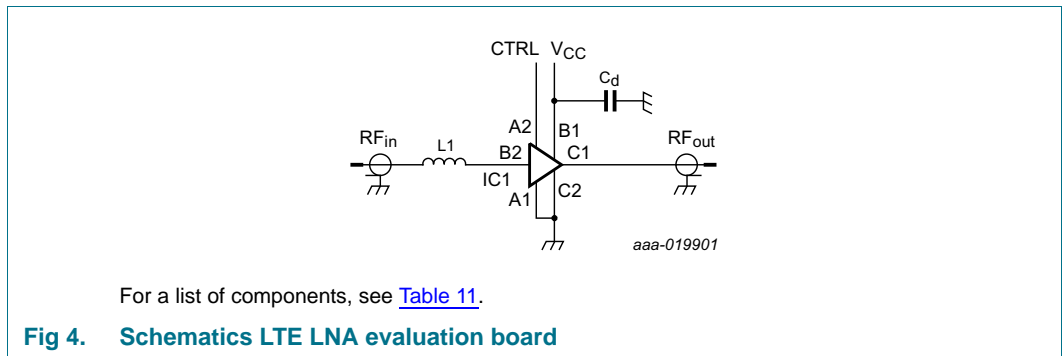 CTRL VCC
Cd
A2 B1
RFin L1 B2 C1 RFout
IC1
A1 C2
aaa-019901
For a list of components, see Table 11.
Fig 4. Schematics LTE LNA evaluation board